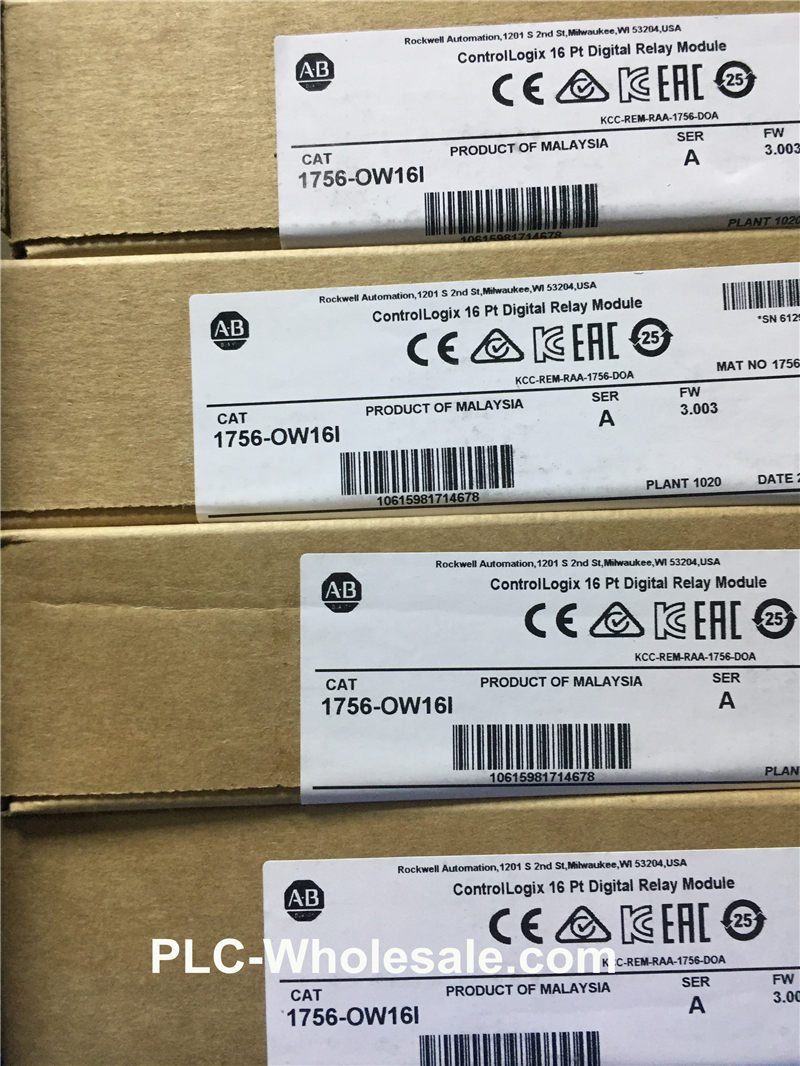 Rockwell Automation,1201 S 2nd St,Milwaukee,WI 53204,USA
ControlLogix 16 Pt Digital Relay Module
A·B
CE EAC 25
KCC-REM-RAA-1756-DOA
CAT PRODUCT OF MALAYSIA SER FW
1756-OW16I A 3.003
10615981714678
PLANT 1020
Rockwell Automation,1201 S 2nd St,Milwaukee,WI 53204,USA
ControlLogix 16 Pt Digital Relay Module
A·B
CE EAC 25
*SN 6129
KCC-REM-RAA-1756-DOA MAT NO 1756
CAT PRODUCT OF MALAYSIA SER FW
1756-OW16I A 3.003
10615981714678
PLANT 1020 DATE 2
Rockwell Automation,1201 S 2nd St,Milwaukee,WI 53204,USA
ControlLogix 16 Pt Digital Relay Module
A·B
CE EAC 25
KCC-REM-RAA-1756-DOA
CAT PRODUCT OF MALAYSIA SER
1756-OW16I A
10615981714678
PLAN
Rockwell Automation,1201 S 2nd St,Milwaukee,WI 53204,USA
ControlLogix 16 Pt Digital Relay Module
A·B
CE EAC 25
PLC-Wholesale.com
KCC-REM-RAA-1756-DOA
CAT PRODUCT OF MALAYSIA SER FW
1756-OW16I A 3.00